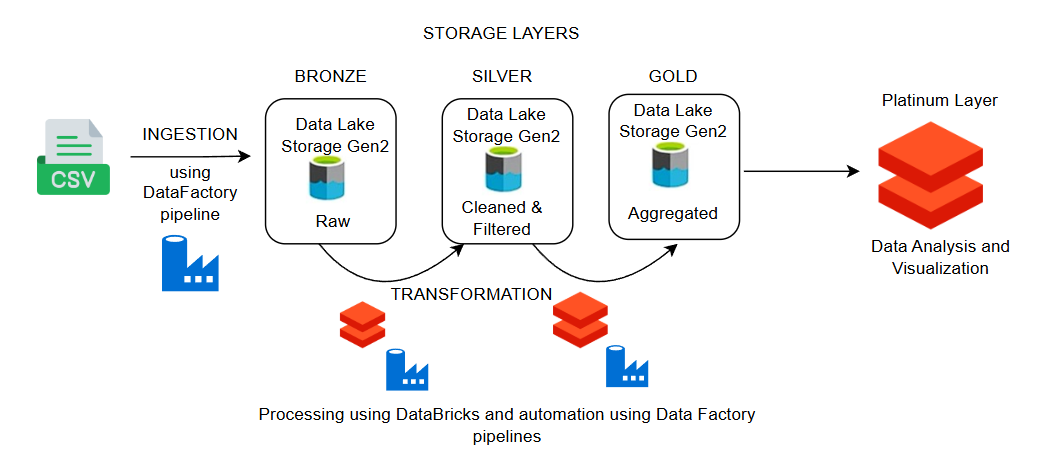 STORAGE LAYERS
BRONZE
SILVER
GOLD
Platinum Layer
CSV
INGESTION
using
DataFactory
pipeline
Data Lake
Storage Gen2
Raw
Data Lake
Storage Gen2
Cleaned &
Filtered
Data Lake
Storage Gen2
Aggregated
Data Analysis and
Visualization
TRANSFORMATION
Processing using DataBricks and automation using Data Factory
pipelines